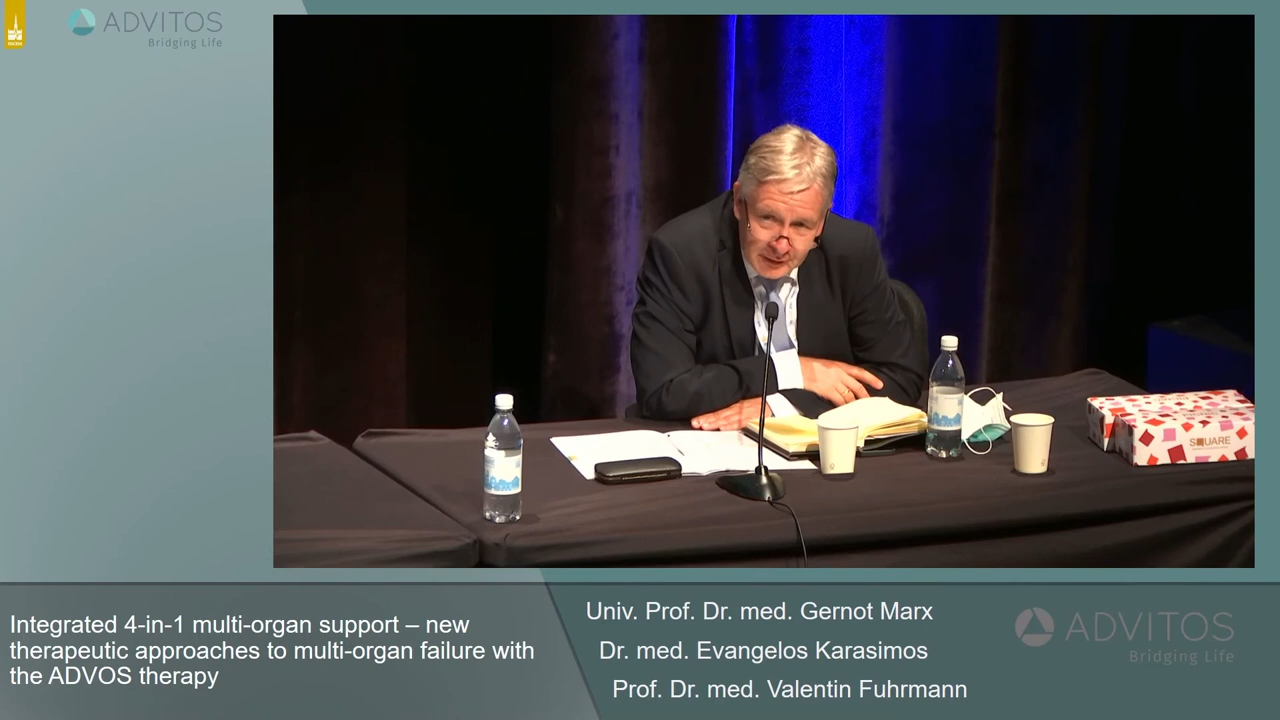 ADVITOS
Bridging Life
SQUARE
Integrated 4-in-1 multi-organ support – new
therapeutic approaches to multi-organ failure with
the ADVOS therapy
Univ. Prof. Dr. med. Gernot Marx
Dr. med. Evangelos Karasimos
Prof. Dr. med. Valentin Fuhrmann
ADVITOS
Bridging Life